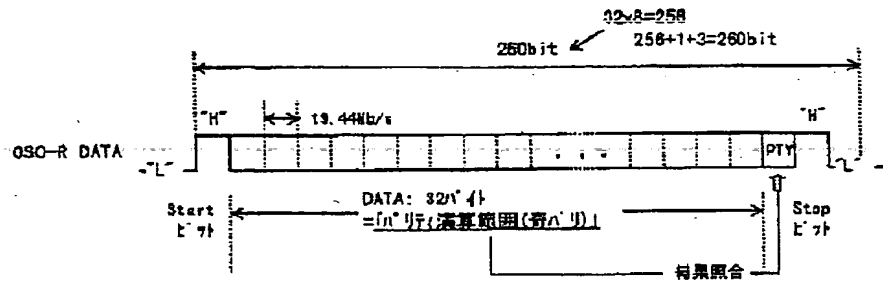 32×8=256
260bit
256+1+3=260bit
"H"
19.44Mb/s
"H"
OSO-R DATA
"L"
PTY
Start
ﾋﾞｯﾄ
DATA: 32ﾊﾞｲﾄ
=「ﾊﾟﾘﾃｨ演算範囲(奇ﾊﾟﾘ)」
Stop
ﾋﾞｯﾄ
結果照合